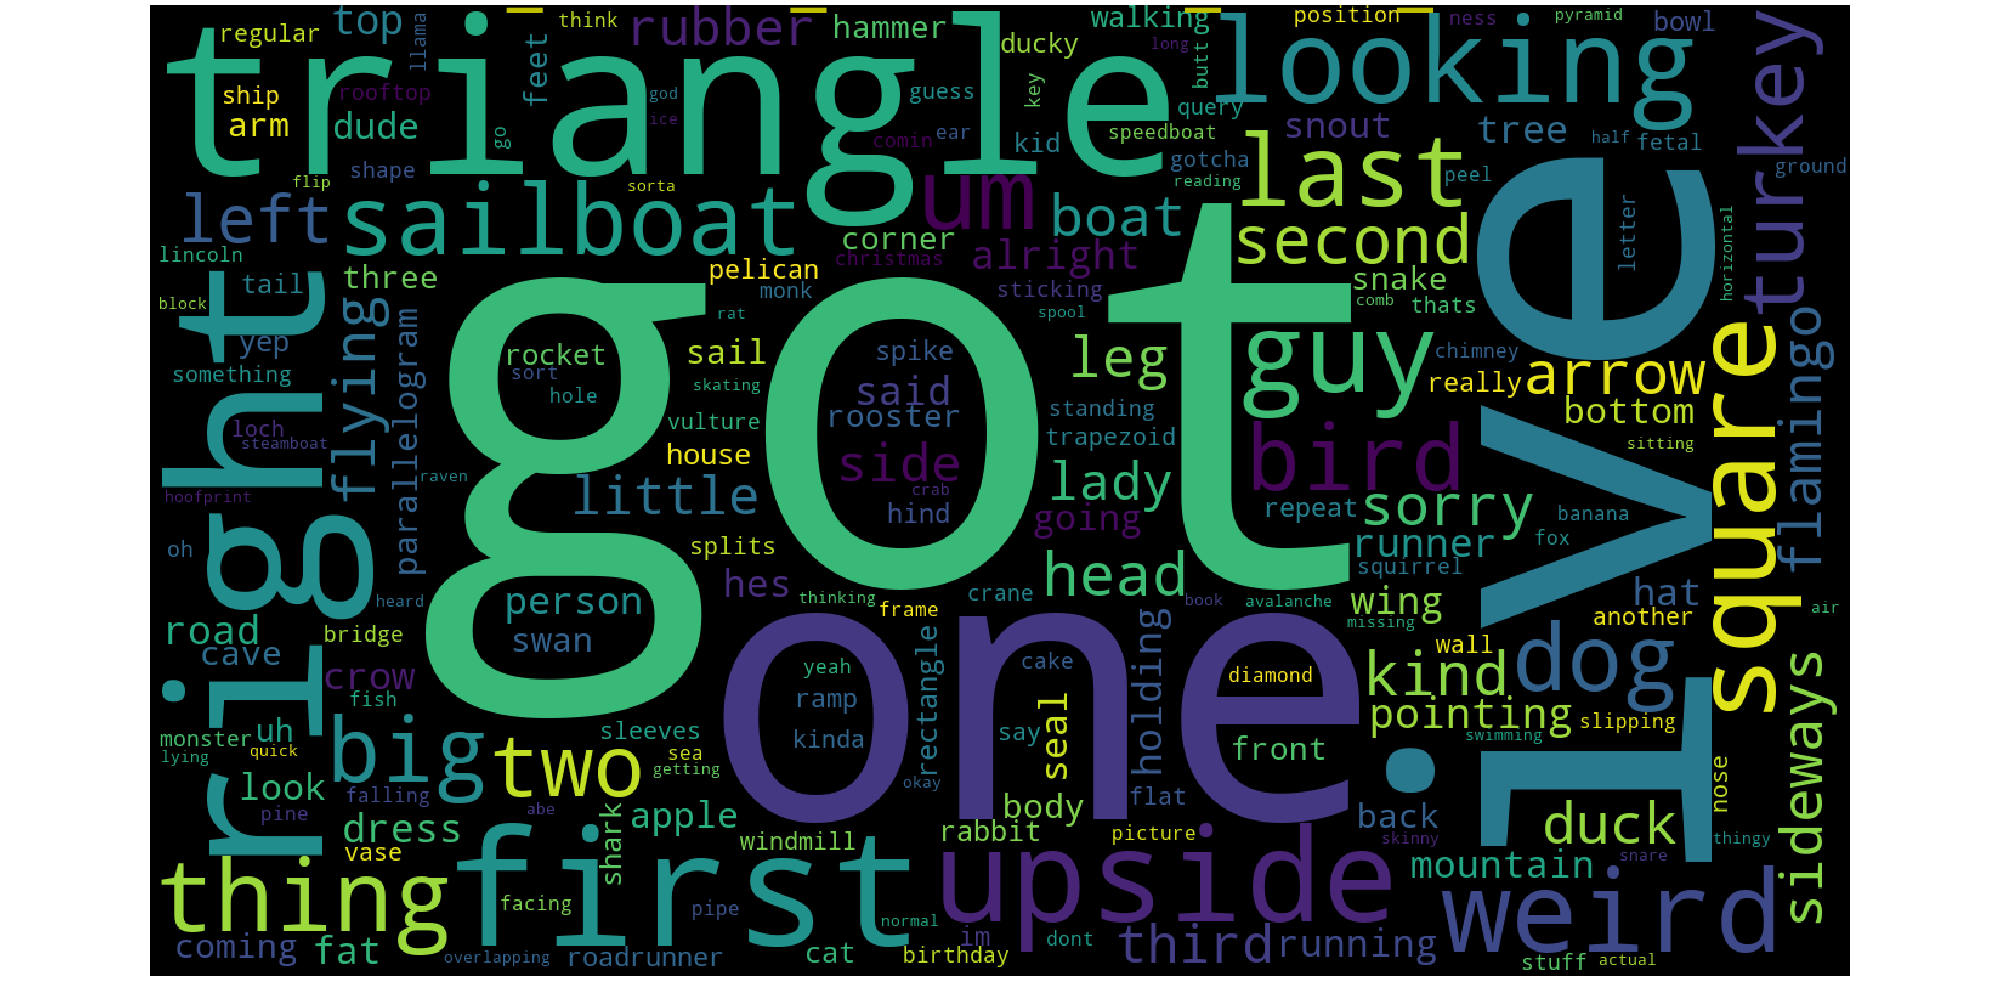 triangle
looking
regular
top
llama
think
rubber
hammer
walking
position
ness
pyramid
bowl
ducky
long
butt
turkey
feet
ship
rooftop
god
guess
key
query
arm
dude
ice
go
comin
ear
kid
speedboat
snout
tree
half
fetal
shape
gotcha
last
peel
ground
flip
sorta
reading
left
sailboat
um
boat
second
letter
horizontal
corner
lincoln
christmas
alright
pelican
snake
three
tail
monk
sticking
comb
thats
block
flying
rat
spool
got
i've
right
parallelogram
yep
rocket
sail
spike
leg
guy
chimney
square
flamingo
something
sort
hole
skating
said
really
arrow
vulture
rooster
standing
bottom
loch
steamboat
house
side
trapezoid
bird
sitting
raven
little
crab
lady
hoofprint
hind
going
repeat
sorry
banana
oh
splits
runner
fox
hes
head
squirrel
heard
person
thinking
frame
crane
book
avalanche
wing
hat
air
road
bridge
swan
one
missing
another
cave
rectangle
holding
wall
dog
crow
yeah
cake
diamond
kind
sideways
fish
ramp
seal
pointing
slipping
monster
uh
big
sleeves
kinda
say
front
swimming
lying
quick
two
sea
getting
okay
nose
look
falling
abe
body
flat
back
duck
pine
dress
shark
apple
windmill
rabbit
picture
skinny
thingy
vase
mountain
snare
thing
first
upside
weird
facing
pipe
normal
coming
fat
overlapping
roadrunner
cat
birthday
im
dont
third
running
stuff
actual